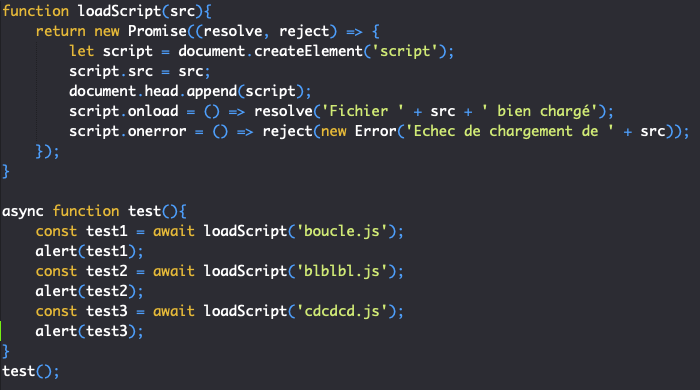 function loadScript(src){
    return new Promise((resolve, reject) => {
        let script = document.createElement('script');
        script.src = src;
        document.head.append(script);
        script.onload = () => resolve('Fichier ' + src + ' bien chargé');
        script.onerror = () => reject(new Error('Echec de chargement de ' + src));
    });
}

async function test(){
    const test1 = await loadScript('boucle.js');
    alert(test1);
    const test2 = await loadScript('blblbl.js');
    alert(test2);
    const test3 = await loadScript('cdcdcd.js');
    alert(test3);
}
test();